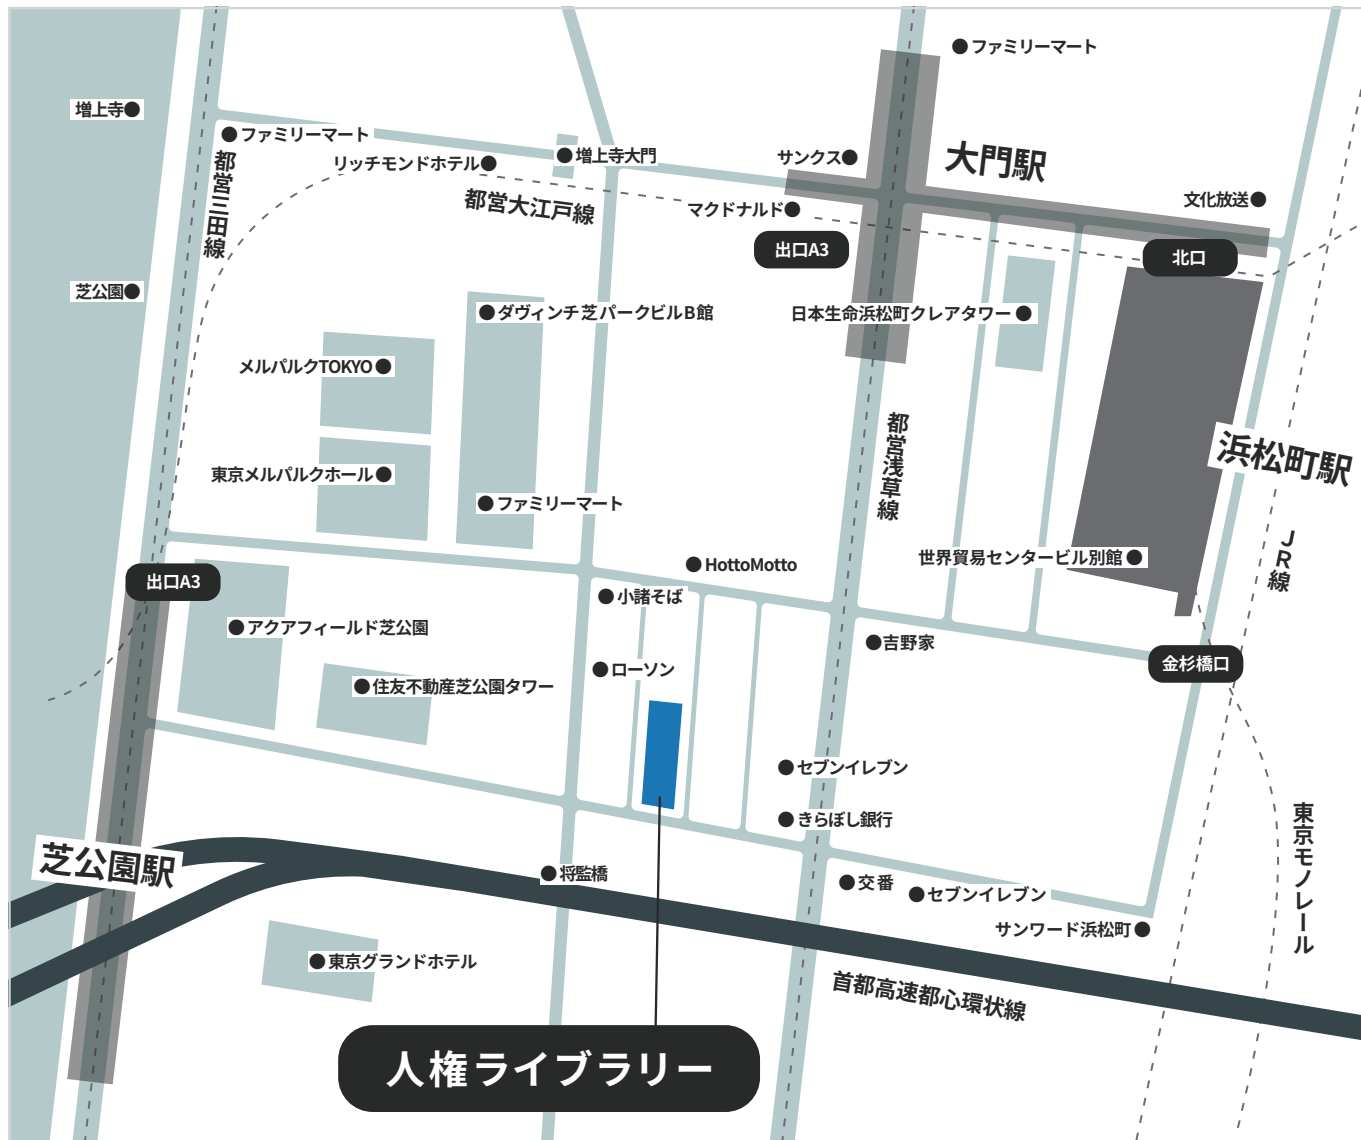 ファミリーマート
増上寺
ファミリーマート
リッチモンドホテル
増上寺大門
サンクス
大門駅
都営三田線
都営大江戸線
マクドナルド
文化放送
出口A3
北口
芝公園
ダヴィンチ芝パークビルB館
日本生命浜松町クレアタワー
メルパルクTOKYO
都営浅草線
浜松町駅
東京メルパルクホール
ファミリーマート
JR線
世界貿易センタービル別館
HottoMotto
出口A3
小諸そば
アクアフィールド芝公園
吉野家
金杉橋口
ローソン
住友不動産芝公園タワー
セブンイレブン
きらぼし銀行
東京モノレール
芝公園駅
将監橋
交番
セブンイレブン
サンワード浜松町
東京グランドホテル
首都高速都心環状線
人権ライブラリー